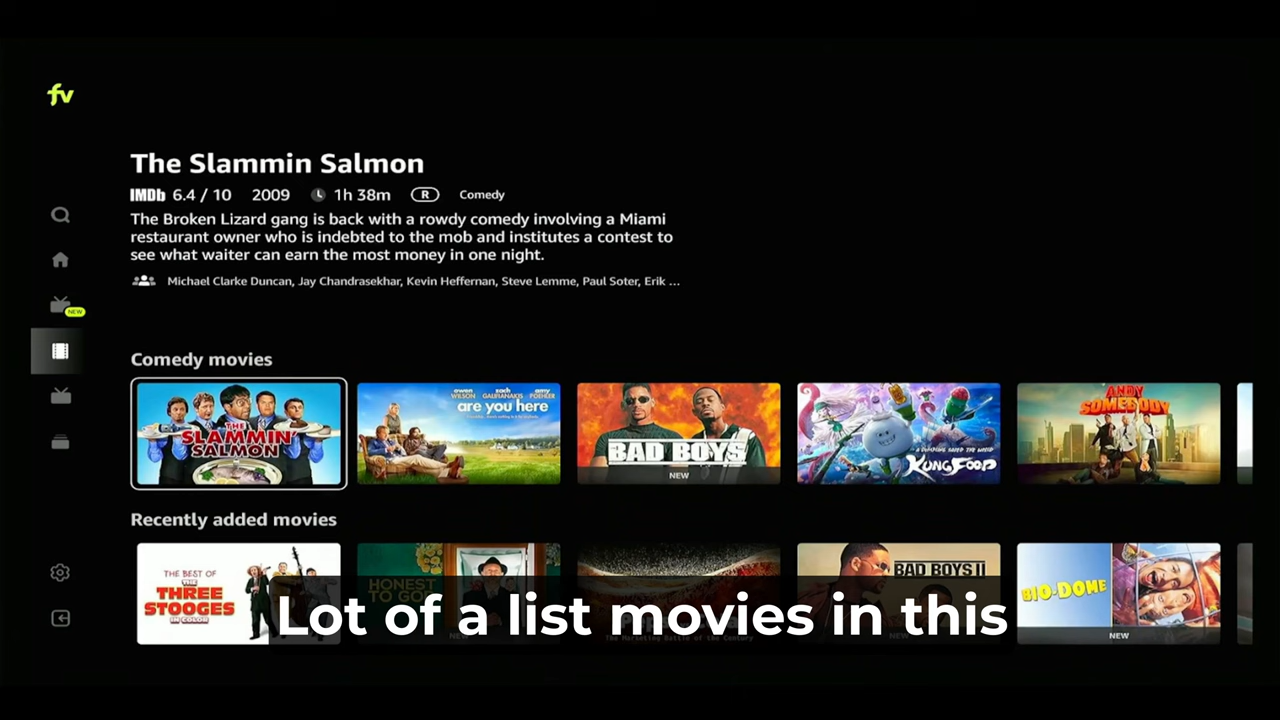 fv
The Slammin Salmon
IMDb 6.4 / 10 2009 1h 38m R Comedy
The Broken Lizard gang is back with a rowdy comedy involving a Miami
restaurant owner who is indebted to the mob and institutes a contest to
see what waiter can earn the most money in one night.
NEW
Michael Clarke Duncan, Jay Chandrasekhar, Kevin Heffernan, Steve Lemme, Paul Soter, Erik ...
Comedy movies
THE
SLAMMIN'
SALMON
owen WILSON zach GALIFIANAKIS amy POEHLER
are you here
BAD BOYS
NEW
KUNG FOOD
ANDY
SOMEBODY
Recently added movies
THE BEST OF
THE
THREE
STOOGES
IN COLOR
HONEST
TO GO
NEW
BAD BOYS II
NEW
BIO-DOME
NEW
Lot of a list movies in this